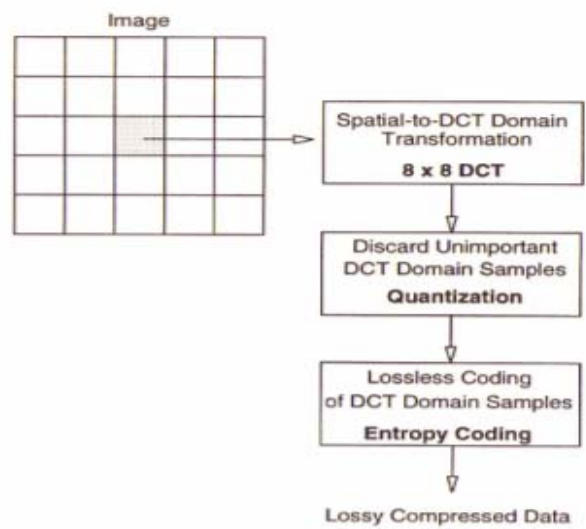 Image
Spatial-to-DCT Domain
Transformation
8 x 8 DCT
Discard Unimportant
DCT Domain Samples
Quantization
Lossless Coding
of DCT Domain Samples
Entropy Coding
Lossy Compressed Data